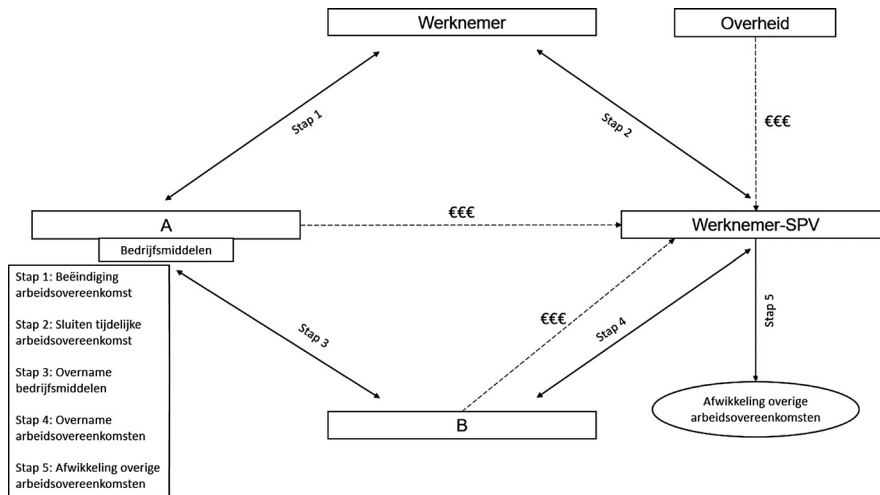 Werknemer
Overheid
Stap 1
Stap 2
€€€
A
€€€
Werknemer-SPV
Bedrijfsmiddelen
Stap 1: Beëindiging
arbeidsovereenkomst
Stap 2: Sluiten tijdelijke
arbeidsovereenkomst
Stap 3: Overname
bedrijfsmiddelen
Stap 4: Overname
arbeidsovereenkomsten
Stap 5: Afwikkeling overige
arbeidsovereenkomsten
Stap 3
€€€
Stap 4
Stap 5
B
Afwikkeling overige
arbeidsovereenkomsten